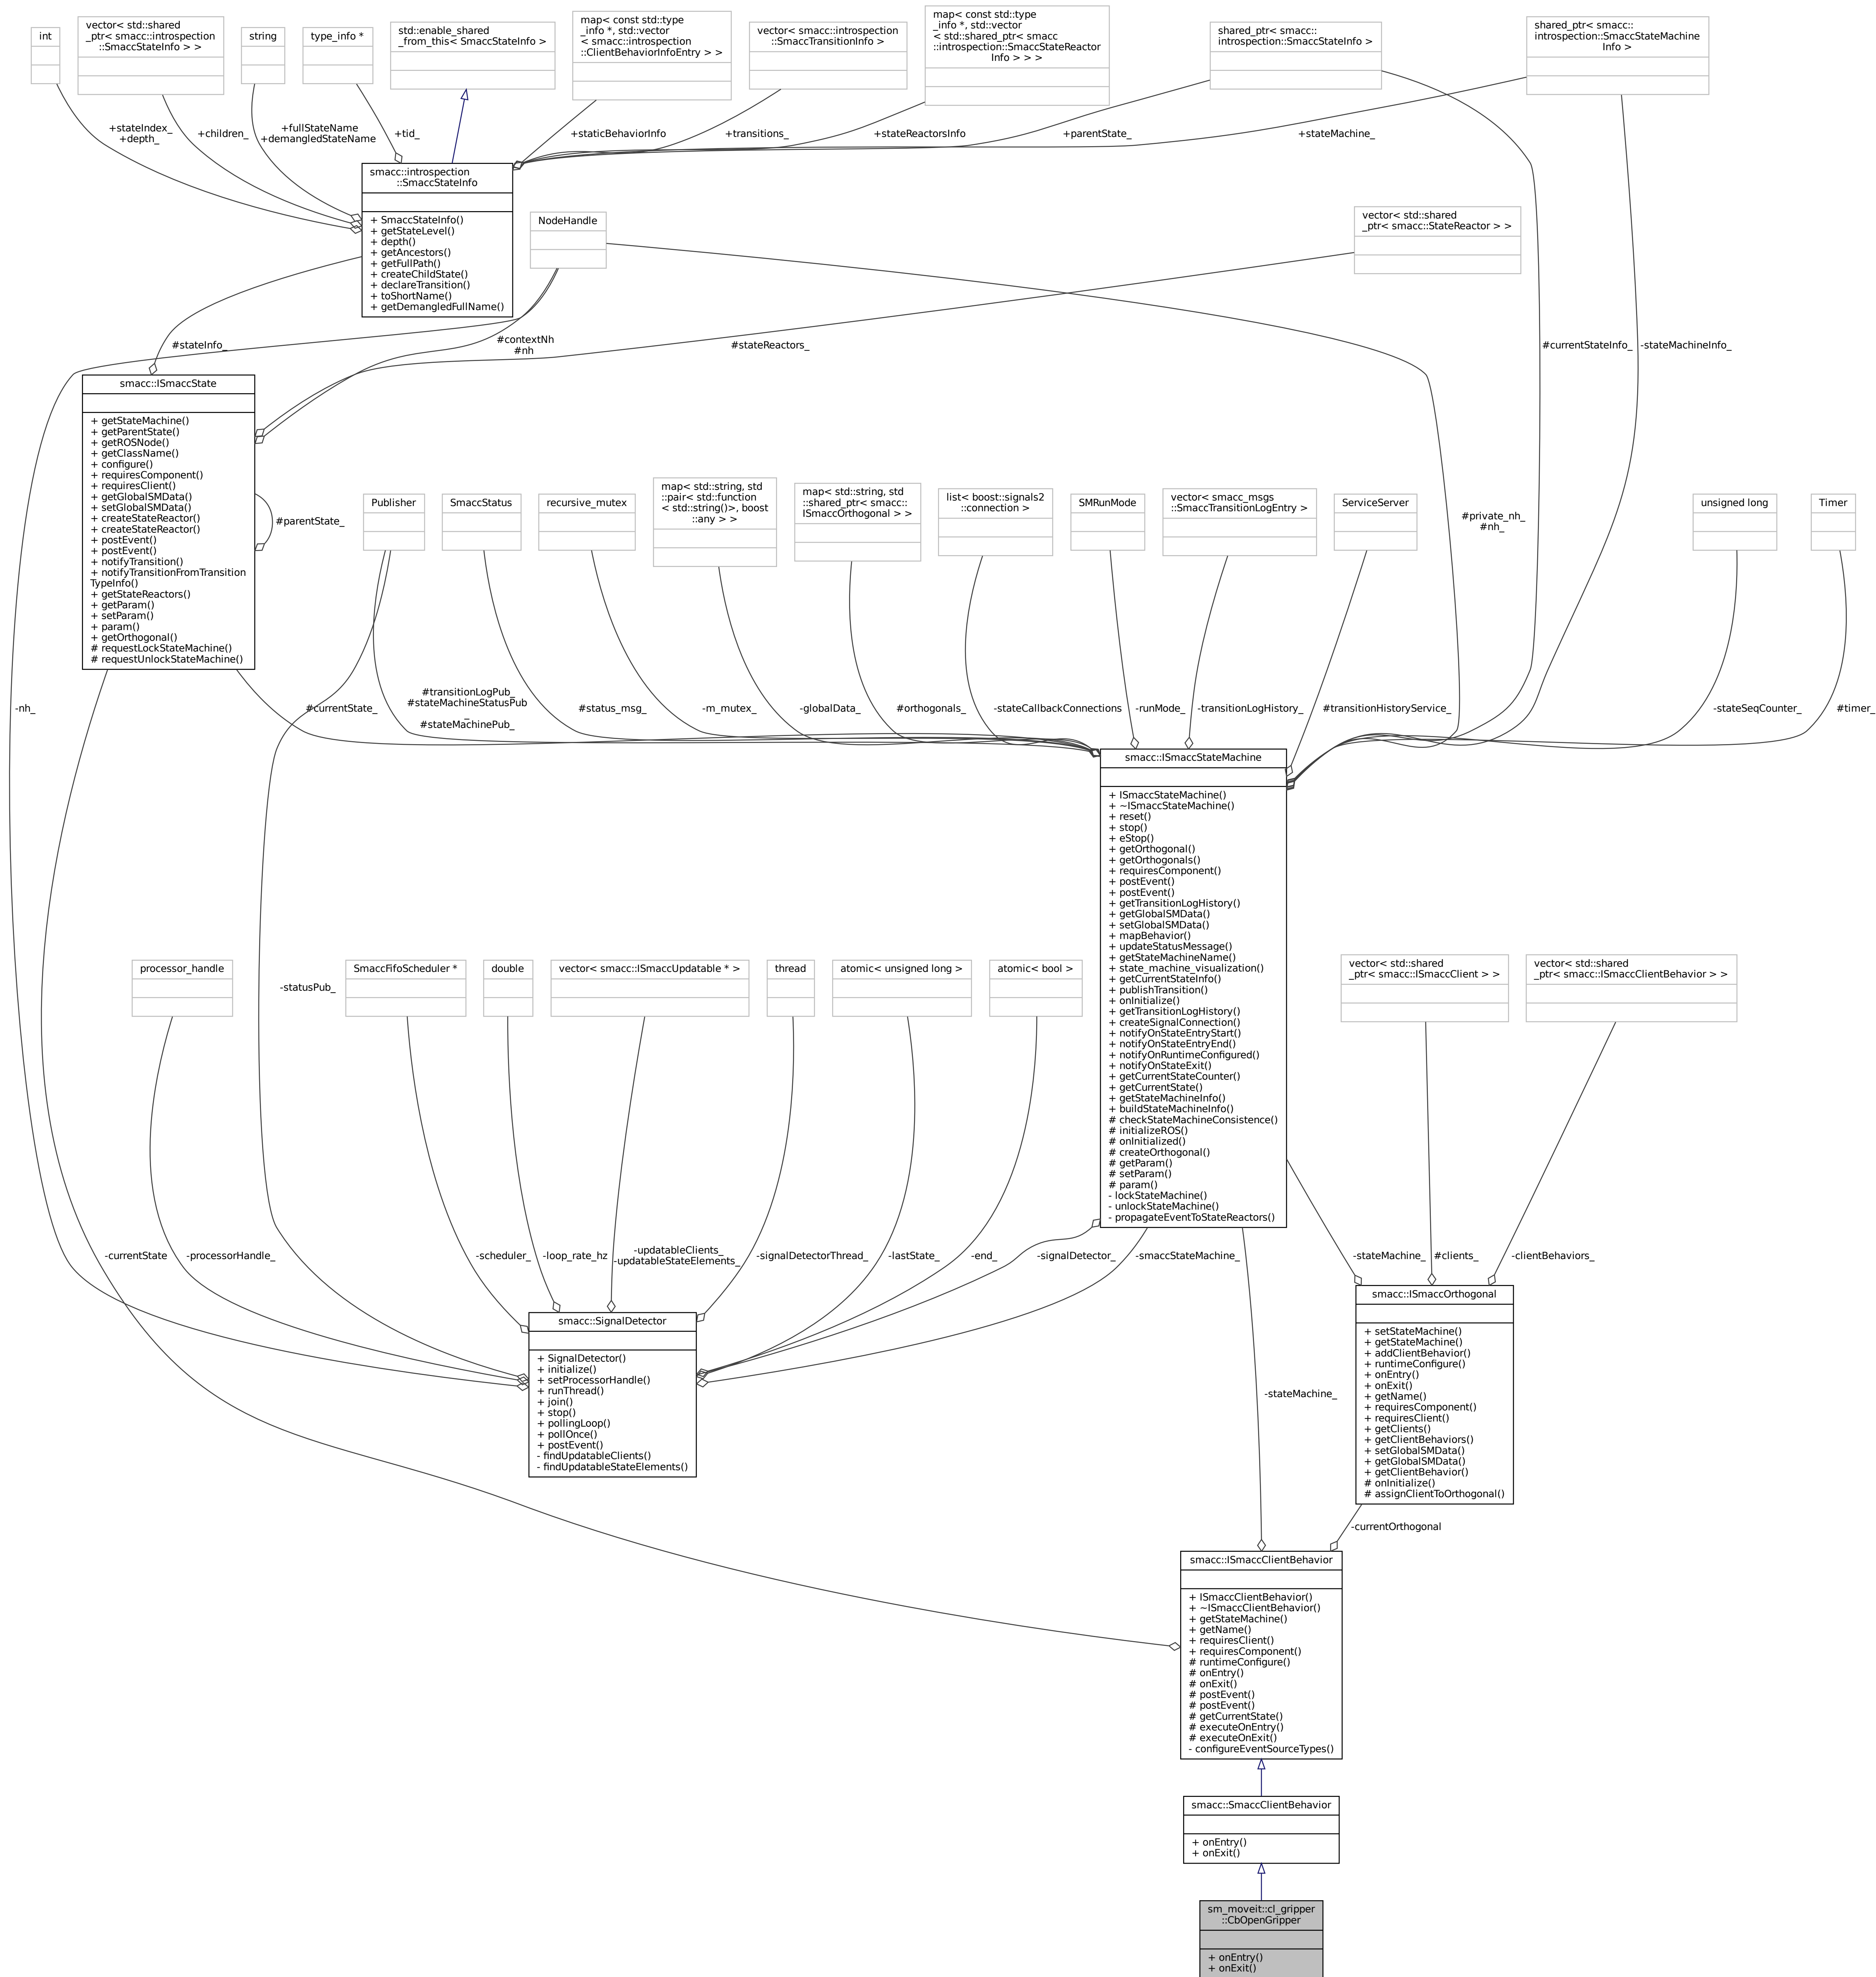 int
vector< std::shared
_ptr< smacc::introspection
::SmaccStateInfo > >
string
type_info *
std::enable_shared
_from_this< SmaccStateInfo >
map< const std::type
_info *, std::vector
< smacc::introspection
::ClientBehaviorInfoEntry > >
vector< smacc::introspection
::SmaccTransitionInfo >
map< const std::type
_info *, std::vector
< std::shared_ptr< smacc
::introspection::SmaccStateReactor
Info > > >
shared_ptr< smacc::
introspection::SmaccStateInfo >
shared_ptr< smacc::
introspection::SmaccStateMachine
Info >
+stateIndex_
+depth_
+children_
+fullStateName
+demangledStateName
+tid_
+staticBehaviorInfo
+transitions_
+stateReactorsInfo
+parentState_
+stateMachine_
smacc::introspection
::SmaccStateInfo
+ SmaccStateInfo()
+ getStateLevel()
+ depth()
+ getAncestors()
+ getFullPath()
+ createChildState()
+ declareTransition()
+ toShortName()
+ getDemangledFullName()
NodeHandle
vector< std::shared
_ptr< smacc::StateReactor > >
#stateInfo_
#contextNh
#nh
#stateReactors_
#currentStateInfo_
-stateMachineInfo_
smacc::ISmaccState
+ getStateMachine()
+ getParentState()
+ getROSNode()
+ getClassName()
+ configure()
+ requiresComponent()
+ requiresClient()
+ getGlobalSMData()
+ setGlobalSMData()
+ createStateReactor()
+ createStateReactor()
+ postEvent()
+ postEvent()
+ notifyTransition()
+ notifyTransitionFromTransition
TypeInfo()
+ getStateReactors()
+ getParam()
+ setParam()
+ param()
+ getOrthogonal()
# requestLockStateMachine()
# requestUnlockStateMachine()
#parentState_
Publisher
SmaccStatus
recursive_mutex
map< std::string, std
::pair< std::function
< std::string()>, boost
::any > >
map< std::string, std
::shared_ptr< smacc::
ISmaccOrthogonal > >
list< boost::signals2
::connection >
SMRunMode
vector< smacc_msgs
::SmaccTransitionLogEntry >
ServiceServer
#private_nh_
#nh_
unsigned long
Timer
-nh_
#currentState_
#transitionLogPub_
#stateMachineStatusPub
_
#stateMachinePub_
#status_msg_
-m_mutex_
-globalData_
#orthogonals_
-stateCallbackConnections
-runMode_
-transitionLogHistory_
#transitionHistoryService_
-stateSeqCounter_
#timer_
smacc::ISmaccStateMachine
+ ISmaccStateMachine()
+ ~ISmaccStateMachine()
+ reset()
+ stop()
+ eStop()
+ getOrthogonal()
+ getOrthogonals()
+ requiresComponent()
+ postEvent()
+ postEvent()
+ getTransitionLogHistory()
+ getGlobalSMData()
+ setGlobalSMData()
+ mapBehavior()
+ updateStatusMessage()
+ getStateMachineName()
+ state_machine_visualization()
+ getCurrentStateInfo()
+ publishTransition()
+ onInitialize()
+ getTransitionLogHistory()
+ createSignalConnection()
+ notifyOnStateEntryStart()
+ notifyOnStateEntryEnd()
+ notifyOnRuntimeConfigured()
+ notifyOnStateExit()
+ getCurrentStateCounter()
+ getCurrentState()
+ getStateMachineInfo()
+ buildStateMachineInfo()
# checkStateMachineConsistence()
# initializeROS()
# onInitialized()
# createOrthogonal()
# getParam()
# setParam()
# param()
- lockStateMachine()
- unlockStateMachine()
- propagateEventToStateReactors()
processor_handle
-statusPub_
SmaccFifoScheduler *
double
vector< smacc::ISmaccUpdatable * >
thread
atomic< unsigned long >
atomic< bool >
vector< std::shared
_ptr< smacc::ISmaccClient > >
vector< std::shared
_ptr< smacc::ISmaccClientBehavior > >
-currentState
-processorHandle_
-scheduler_
-loop_rate_hz
-updatableClients_
-updatableStateElements_
-signalDetectorThread_
-lastState_
-end_
-signalDetector_
-smaccStateMachine_
-stateMachine_
#clients_
-clientBehaviors_
smacc::SignalDetector
+ SignalDetector()
+ initialize()
+ setProcessorHandle()
+ runThread()
+ join()
+ stop()
+ pollingLoop()
+ pollOnce()
+ postEvent()
- findUpdatableClients()
- findUpdatableStateElements()
-stateMachine_
smacc::ISmaccOrthogonal
+ setStateMachine()
+ getStateMachine()
+ addClientBehavior()
+ runtimeConfigure()
+ onEntry()
+ onExit()
+ getName()
+ requiresComponent()
+ requiresClient()
+ getClients()
+ getClientBehaviors()
+ setGlobalSMData()
+ getGlobalSMData()
+ getClientBehavior()
# onInitialize()
# assignClientToOrthogonal()
-currentOrthogonal
smacc::ISmaccClientBehavior
+ ISmaccClientBehavior()
+ ~ISmaccClientBehavior()
+ getStateMachine()
+ getName()
+ requiresClient()
+ requiresComponent()
# runtimeConfigure()
# onEntry()
# onExit()
# postEvent()
# postEvent()
# getCurrentState()
# executeOnEntry()
# executeOnExit()
- configureEventSourceTypes()
smacc::SmaccClientBehavior
+ onEntry()
+ onExit()
sm_moveit::cl_gripper
::CbOpenGripper
+ onEntry()
+ onExit()